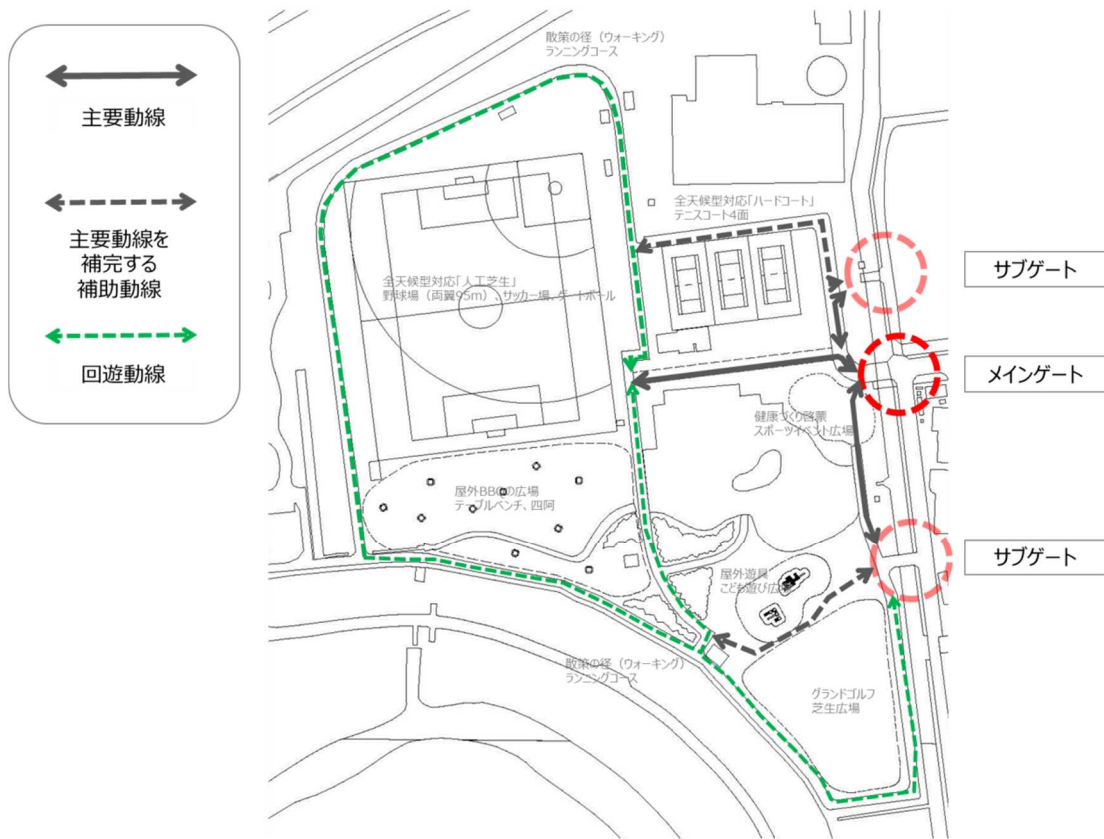 主要動線
主要動線を
補完する
補助動線
回遊動線
散策の径（ウォーキング）
ランニングコース
全天候型対応「ハードコート」
テニスコート4面
全天候型対応「人工芝生」
野球場（両翼95m）、サッカー場、ゲートボール
健康づくり啓蒙
スポーツイベント広場
屋外BBQの広場
テーブルベンチ、四阿
屋外遊具
こども遊び広場
散策の径（ウォーキング）
ランニングコース
グランドゴルフ
芝生広場
サブゲート
メインゲート
サブゲート